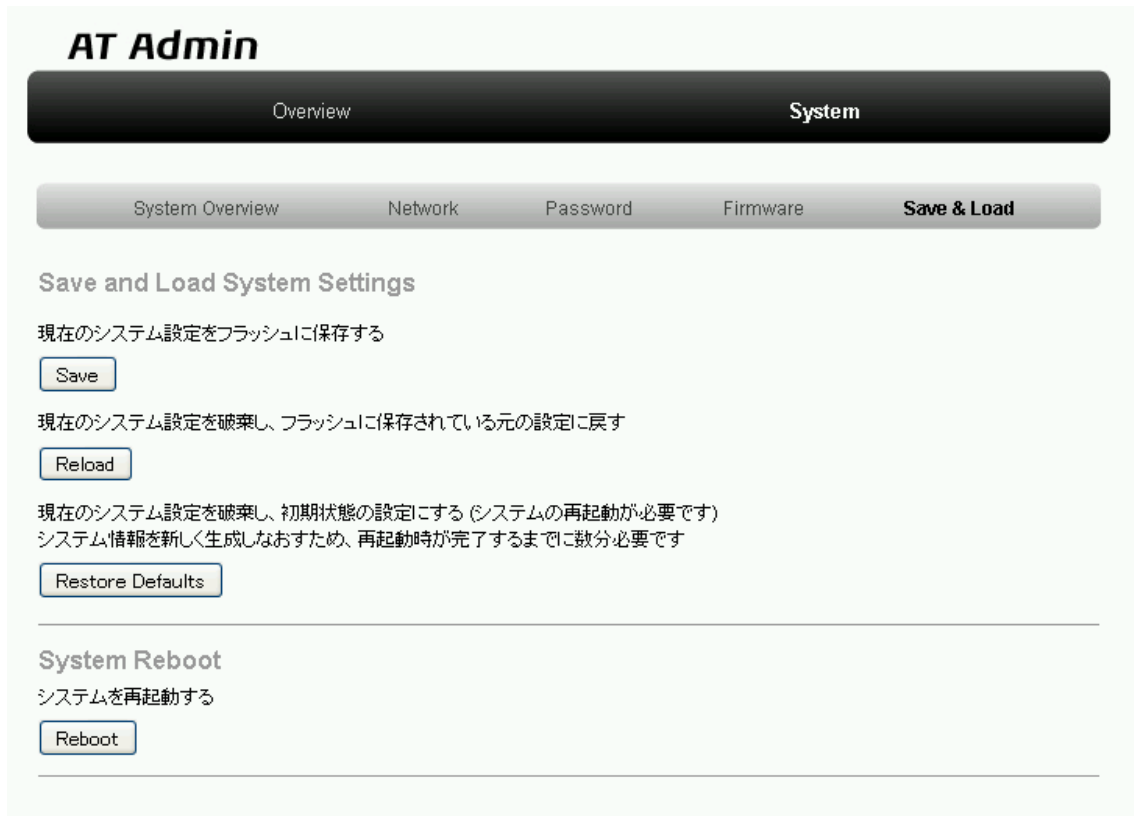 AT Admin
Overview System
System Overview Network Password Firmware Save & Load
Save and Load System Settings
現在のシステム設定をフラッシュに保存する
Save
現在のシステム設定を破棄し、フラッシュに保存されている元の設定に戻す
Reload
現在のシステム設定を破棄し、初期状態の設定にする (システムの再起動が必要です)
システム情報を新しく生成しなおすため、再起動時が完了するまでに数分必要です
Restore Defaults
System Reboot
システムを再起動する
Reboot